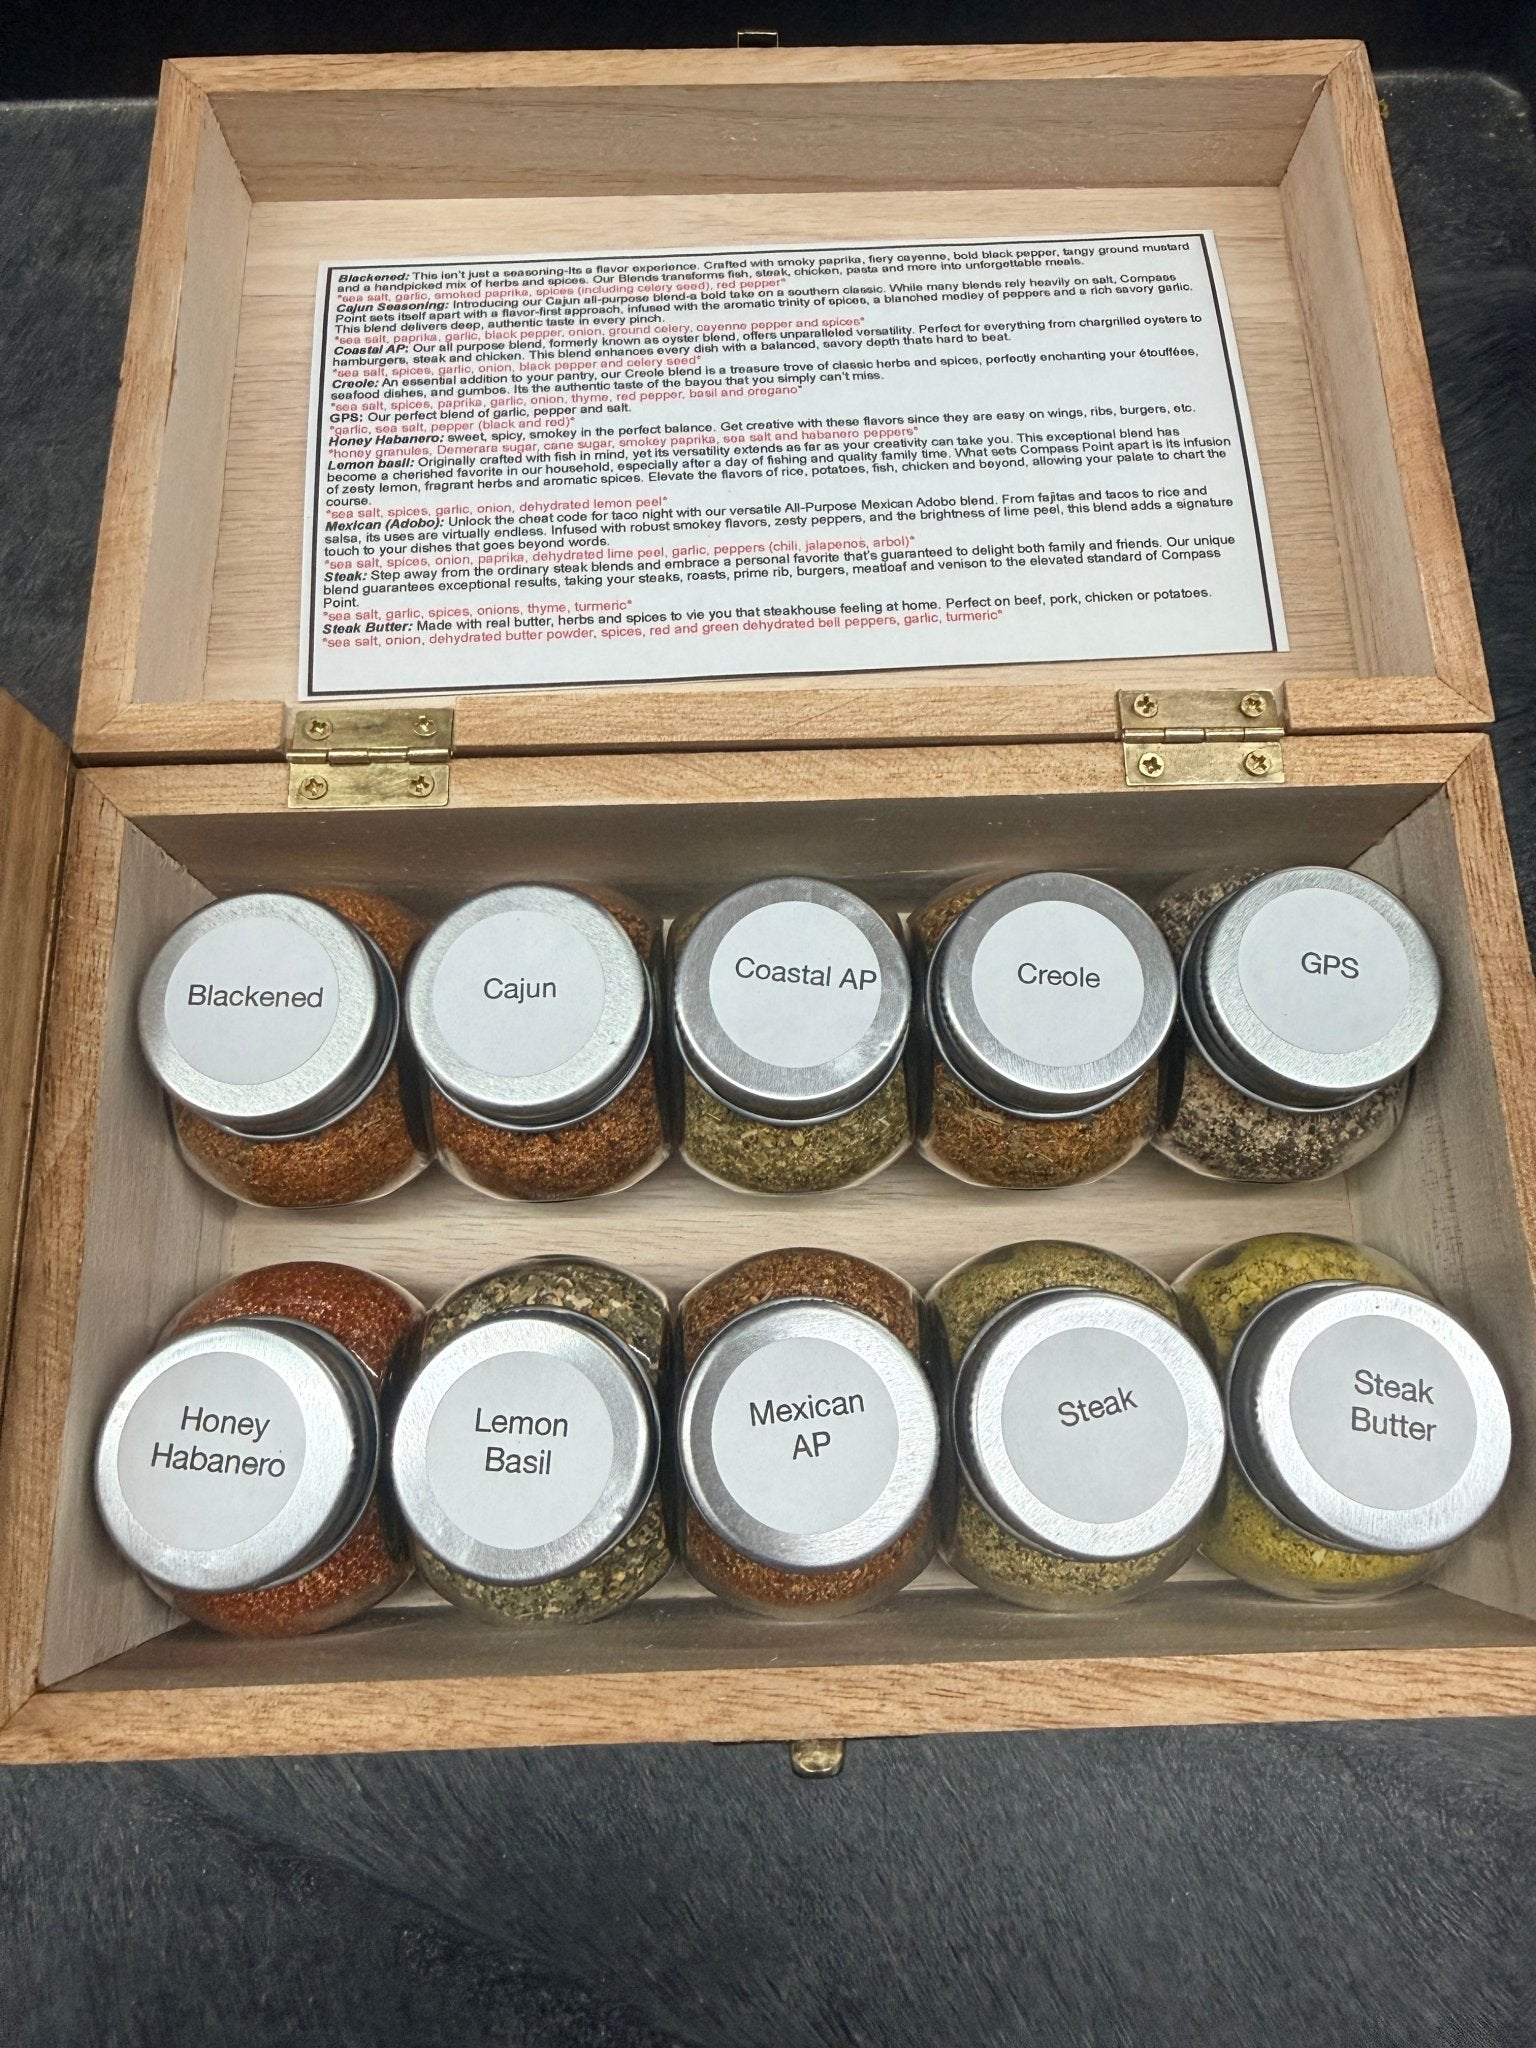 Blackened: This isn't just a seasoning-Its a flavor experience. Crafted with smoky paprika, fiery cayenne, bold black pepper, tangy ground mustard
and a handpicked mix of herbs and spices. Our Blends transforms fish, steak, chicken, pasta and more into unforgettable meals.
*sea salt, garlic, smoked paprika, spices (including celery seed), red pepper*
Cajun Seasoning: Introducing our Cajun all-purpose blend-a bold take on a southern classic. While many blends rely heavily on salt, Compass
Point sets itself apart with a flavor-first approach, infused with the aromatic trinity of spices, a blanched medley of peppers and a rich savory garlic.
This blend delivers deep, authentic taste in every pinch.
*sea salt, paprika, garlic, black pepper, onion, ground celery, cayenne pepper and spices*
Coastal AP: Our all purpose blend, formerly known as oyster blend, offers unparalleled versatility. Perfect for everything from chargrilled oysters to
hamburgers, steak and chicken. This blend enhances every dish with a balanced, savory depth thats hard to beat.
*sea salt, spices, garlic, onion, black pepper and celery seed*
Creole: An essential addition to your pantry, our Creole blend is a treasure trove of classic herbs and spices, perfectly enchanting your étouffées,
seafood dishes, and gumbos. Its the authentic taste of the bayou that you simply can't miss.
*sea salt, spices, paprika, garlic, onion, thyme, red pepper, basil and oregano*
GPS: Our perfect blend of garlic, pepper and salt.
*garlic, sea salt, pepper (black and red)*
Honey Habanero: sweet, spicy, smokey in the perfect balance. Get creative with these flavors since they are easy on wings, ribs, burgers, etc.
*honey granules, Demerara sugar, cane sugar, smokey paprika, sea salt and habanero peppers*
Lemon basil: Originally crafted with fish in mind, yet its versatility extends as far as your creativity can take you. This exceptional blend has
become a cherished favorite in our household, especially after a day of fishing and quality family time. What sets Compass Point apart is its infusion
of zesty lemon, fragrant herbs and aromatic spices. Elevate the flavors of rice, potatoes, fish, chicken and beyond, allowing your palate to chart the
course.
*sea salt, spices, garlic, onion, dehydrated lemon peel*
Mexican (Adobo): Unlock the cheat code for taco night with our versatile All-Purpose Mexican Adobo blend. From fajitas and tacos to rice and
salsa, its uses are virtually endless. Infused with robust smokey flavors, zesty peppers, and the brightness of lime peel, this blend adds a signature
touch to your dishes that goes beyond words.
*sea salt, spices, onion, paprika, dehydrated lime peel, garlic, peppers (chili, jalapenos, arbol)*
Steak: Step away from the ordinary steak blends and embrace a personal favorite that's guaranteed to delight both family and friends. Our unique
blend guarantees exceptional results, taking your steaks, roasts, prime rib, burgers, meatloaf and venison to the elevated standard of Compass
Point.
*sea salt, garlic, spices, onions, thyme, turmeric*
Steak Butter: Made with real butter, herbs and spices to vie you that steakhouse feeling at home. Perfect on beef, pork, chicken or potatoes.
*sea salt, onion, dehydrated butter powder, spices, red and green dehydrated bell peppers, garlic, turmeric*
Blackened
Cajun
Coastal AP
Creole
GPS
Honey
Habanero
Lemon
Basil
Mexican
AP
Steak
Steak
Butter